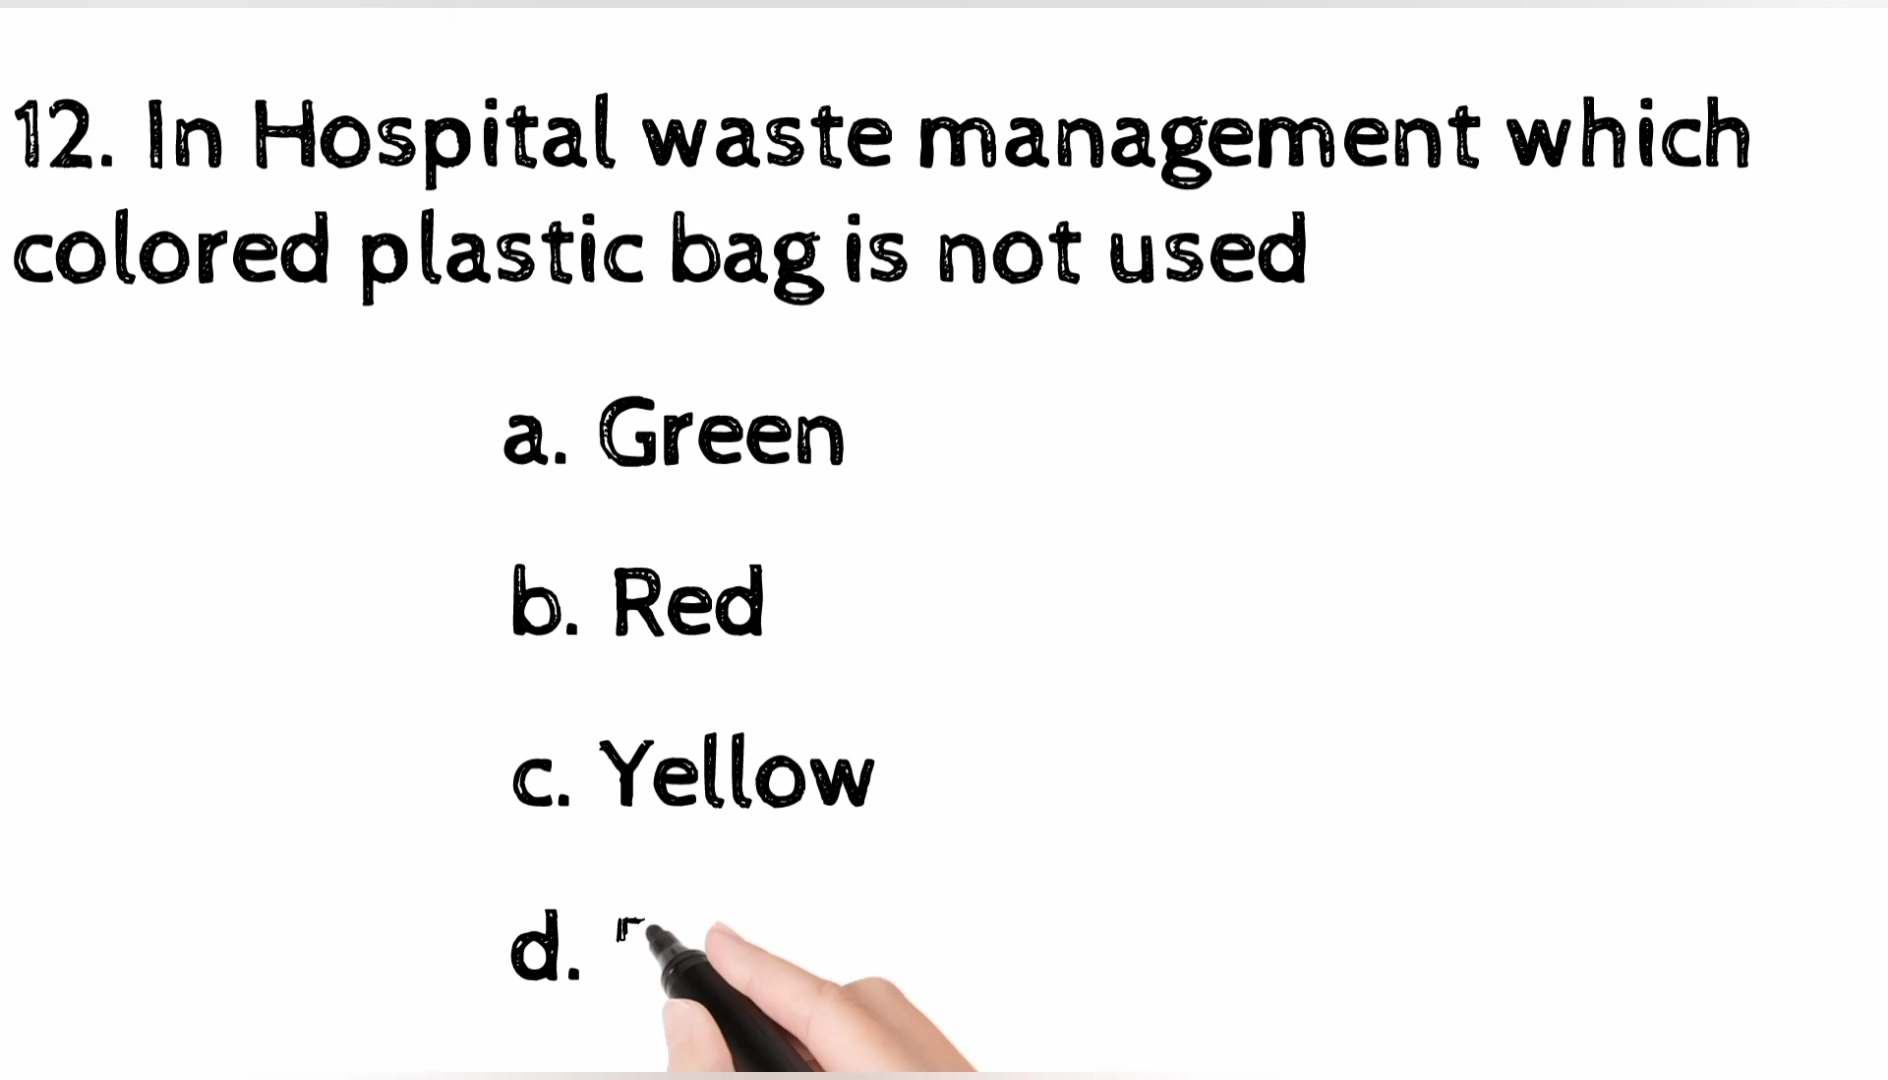 12. In Hospital waste management which
colored plastic bag is not used
a. Green
b. Red
c. Yellow
d.